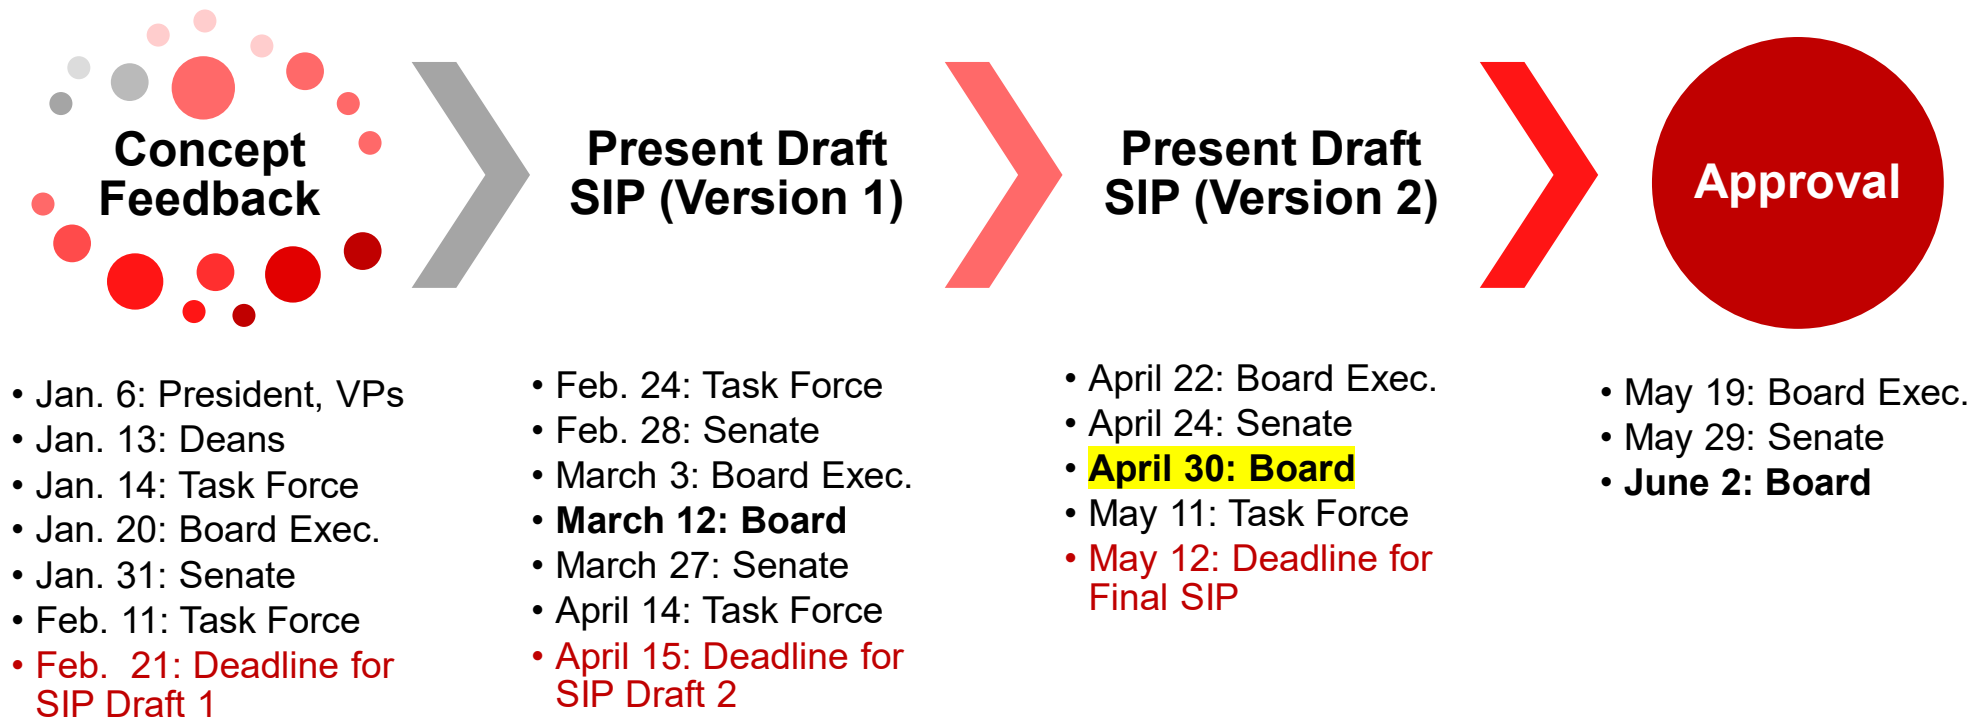 Concept
Feedback
• Jan. 6: President, VPs
• Jan. 13: Deans
• Jan. 14: Task Force
• Jan. 20: Board Exec.
• Jan. 31: Senate
• Feb. 11: Task Force
• Feb.  21: Deadline for
SIP Draft 1
Present Draft
SIP (Version 1)
• Feb. 24: Task Force
• Feb. 28: Senate
• March 3: Board Exec.
• March 12: Board
• March 27: Senate
• April 14: Task Force
• April 15: Deadline for
SIP Draft 2
Present Draft
SIP (Version 2)
• April 22: Board Exec.
• April 24: Senate
• April 30: Board
• May 11: Task Force
• May 12: Deadline for
Final SIP
Approval
• May 19: Board Exec.
• May 29: Senate
• June 2: Board